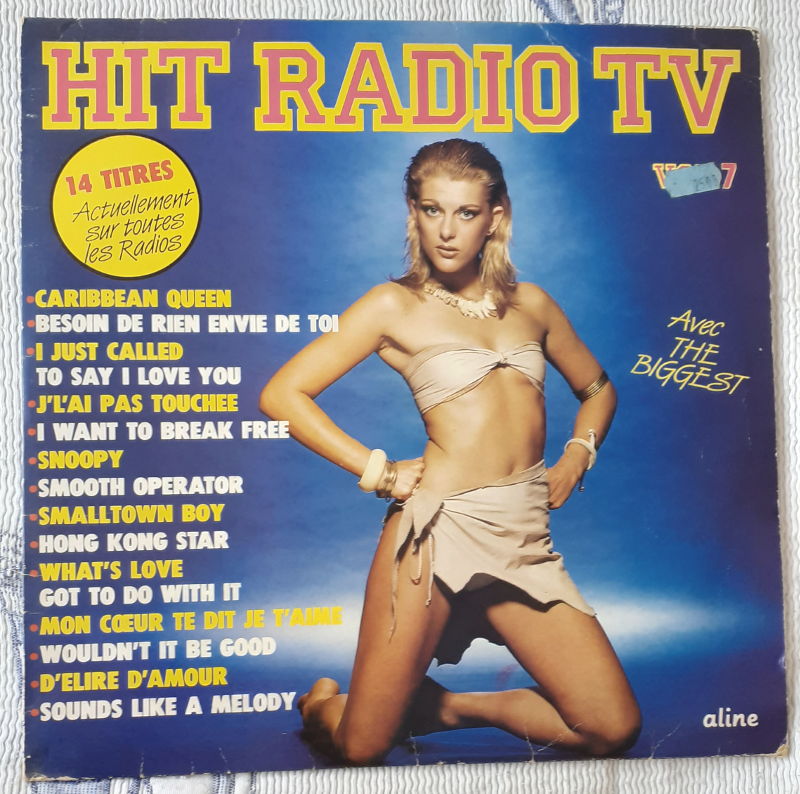 HIT RADIO TV
7
14 TITRES
Actuellement
sur toutes
les Radios
•CARIBBEAN QUEEN
•BESOIN DE RIEN ENVIE DE TOI
•I JUST CALLED
TO SAY I LOVE YOU
•J'L'AI PAS TOUCHEE
•I WANT TO BREAK FREE
•SNOOPY
•SMOOTH OPERATOR
•SMALLTOWN BOY
•HONG KONG STAR
•WHAT'S LOVE
GOT TO DO WITH IT
•MON CŒUR TE DIT JE T'AIME
•WOULDN'T IT BE GOOD
•D'ELIRE D'AMOUR
•SOUNDS LIKE A MELODY
Avec
THE
BIGGEST
aline